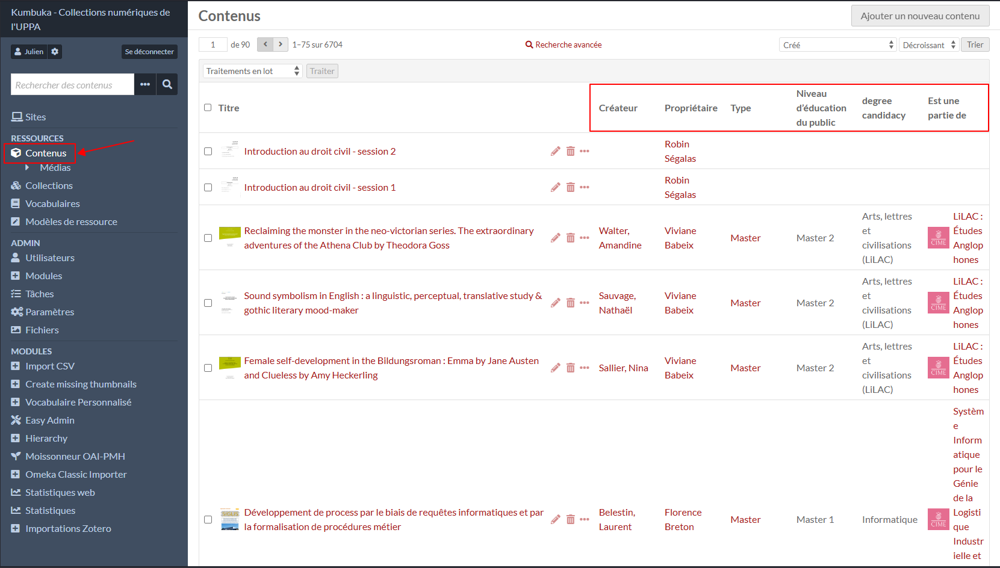 Kumbuka - Collections numériques de
l'UPPA
Julien
Se déconnecter
Rechercher des contenus
Sites
RESSOURCES
Contenus
Médias
Collections
Vocabulaires
Modèles de ressource
ADMIN
Utilisateurs
Modules
Tâches
Paramètres
Fichiers
MODULES
Import CSV
Create missing thumbnails
Vocabulaire Personnalisé
Easy Admin
Hierarchy
Moissonneur OAI-PMH
Omeka Classic Importer
Statistiques web
Statistiques
Importations Zotero
Contenus
Ajouter un nouveau contenu
1 de 90 1–75 sur 6704
Recherche avancée
Créé Décroissant Trier
Traitements en lot Traiter
Titre
Créateur
Propriétaire
Type
Niveau
d’éducation
du public
degree
candidacy
Est une
partie de
Introduction au droit civil - session 2
Robin
Ségalas
Introduction au droit civil - session 1
Robin
Ségalas
Reclaiming the monster in the neo-victorian series. The extraordinary
adventures of the Athena Club by Theodora Goss
Walter,
Amandine
Viviane
Babeix
Master
Master 2
Arts, lettres
et
civilisations
(LiLAC)
CIME
LiLAC :
Études
Anglop
hones
Sound symbolism in English : a linguistic, perceptual, translative study &
gothic literary mood-maker
Sauvage,
Nathaël
Viviane
Babeix
Master
Master 2
Arts, lettres
et
civilisations
(LiLAC)
CIME
LiLAC :
Études
Anglop
hones
Female self-development in the Bildungsroman : Emma by Jane Austen
and Clueless by Amy Heckerling
Sallier, Nina
Viviane
Babeix
Master
Master 2
Arts, lettres
et
civilisations
(LiLAC)
CIME
LiLAC :
Études
Anglop
hones
Développement de process par le biais de requêtes informatiques et par
la formalisation de procédures métier
Belestin,
Laurent
Florence
Breton
Master
Master 1
Informatique
CIME
Systèm
e
Inform
atique
pour le
Génie
de la
Logisti
que
Industr
ielle et